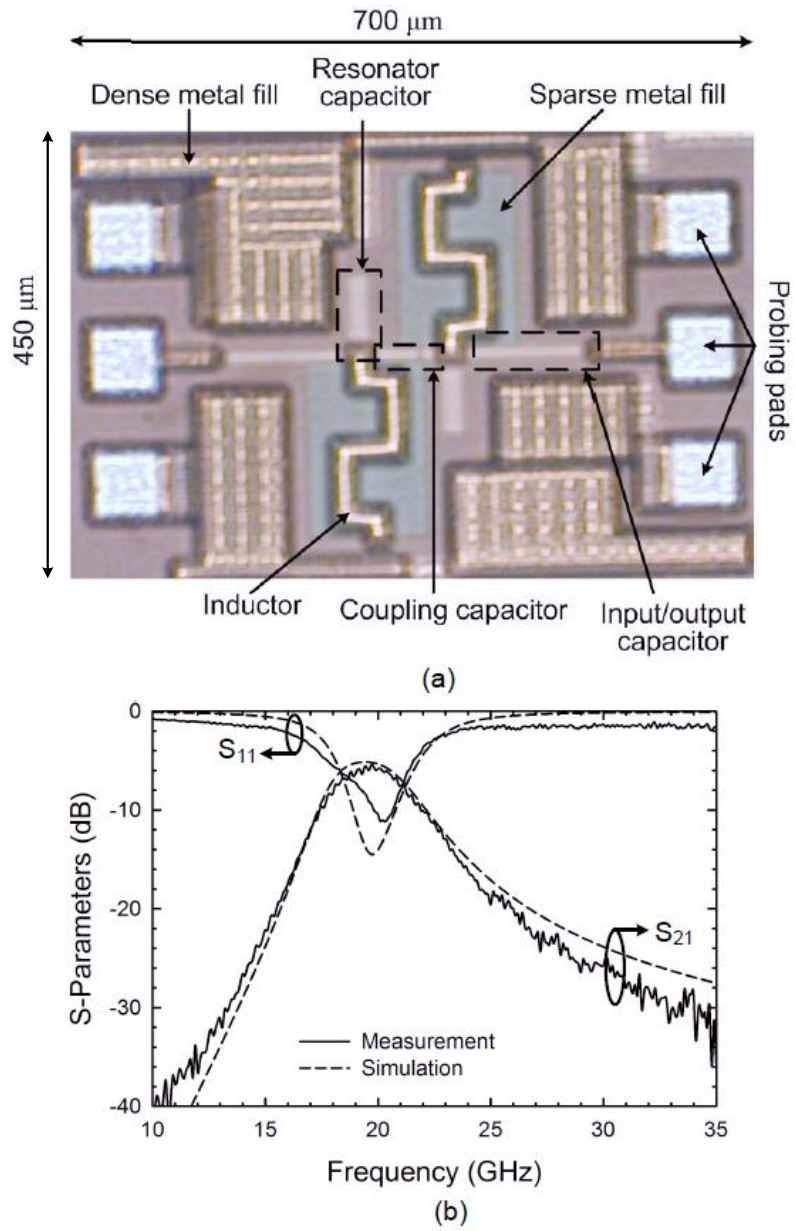 700 μm
Resonator
capacitor
Dense metal fill
Sparse metal fill
450 μm
Probing pads
Inductor
Coupling capacitor
Input/output
capacitor
(a)
0
-10
-20
-30
-40
S-Parameters (dB)
S11
S21
Measurement
Simulation
10
15
20
25
30
35
Frequency (GHz)
(b)